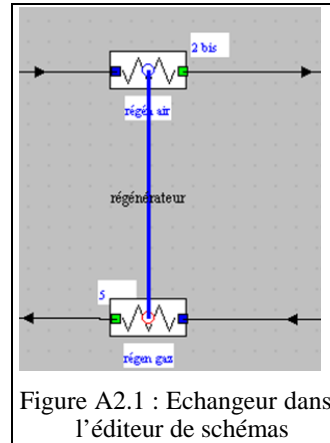 2 bis
régén air
régénérateur
5
régen gaz
Figure A2.1 : Echangeur dans
l’éditeur de schémas